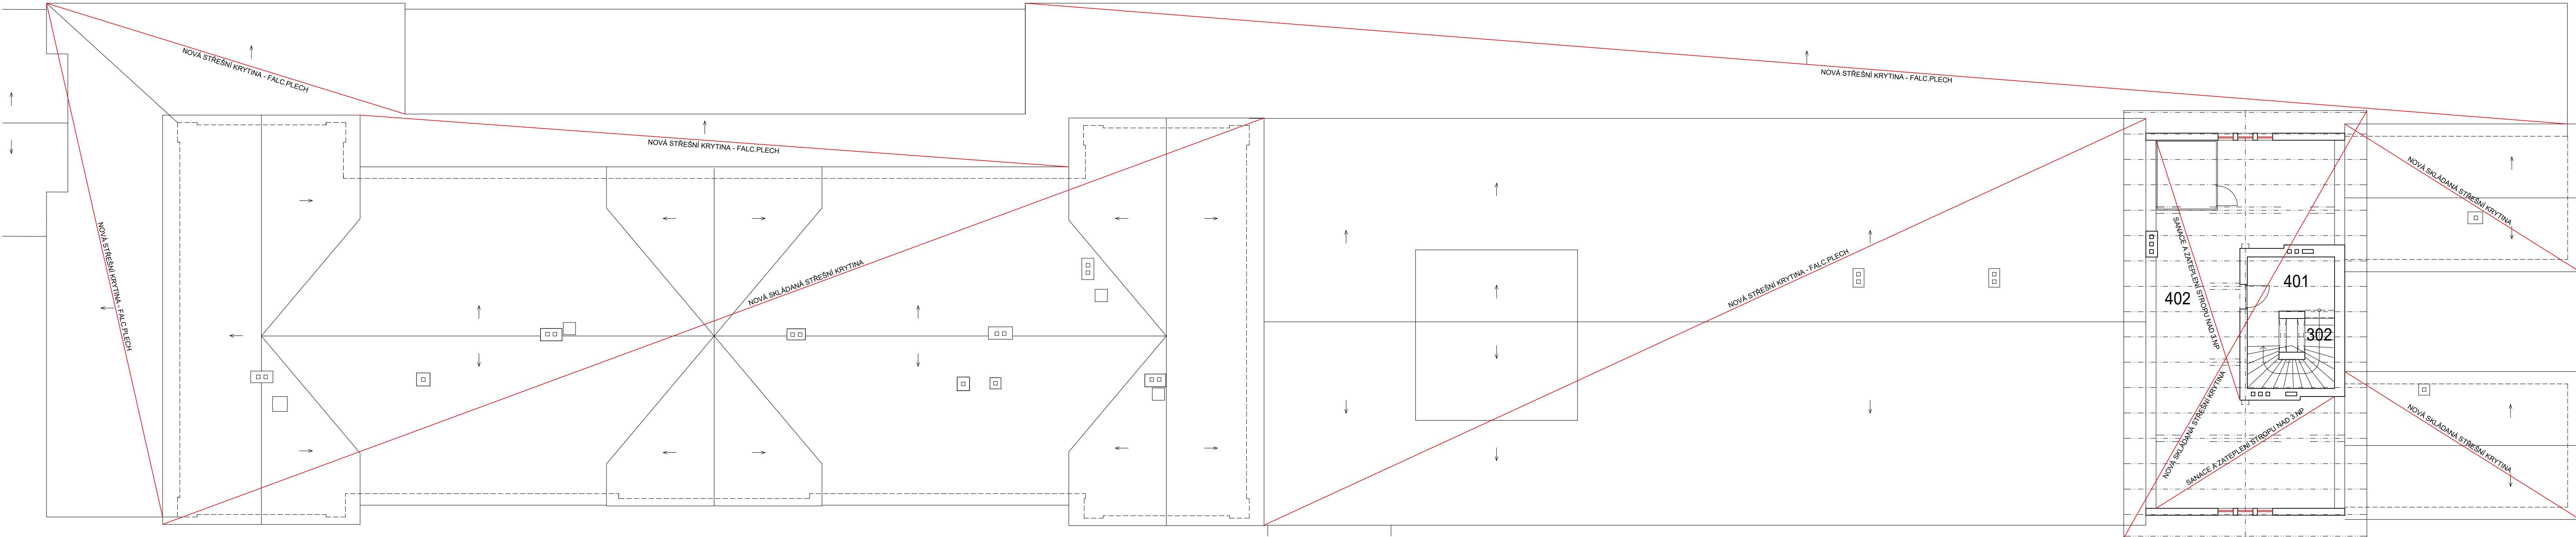 NOVÁ STŘEŠNÍ KRYTINA - FALC.PLECH
NOVÁ STŘEŠNÍ KRYTINA - FALC.PLECH
NOVÁ STŘEŠNÍ KRYTINA - FALC.PLECH
NOVÁ STŘEŠNÍ KRYTINA - FALC.PLECH
NOVÁ SKLÁDANÁ STŘEŠNÍ KRYTINA
NOVÁ STŘEŠNÍ KRYTINA - FALC.PLECH
SANACE A ZATEPLENÍ STROPU NAD 3.NP
402
401
302
NOVÁ SKLÁDANÁ STŘEŠNÍ KRYTINA
SANACE A ZATEPLENÍ STROPU NAD 3.NP
NOVÁ SKLÁDANÁ STŘEŠNÍ KRYTINA
NOVÁ SKLÁDANÁ STŘEŠNÍ KRYTINA